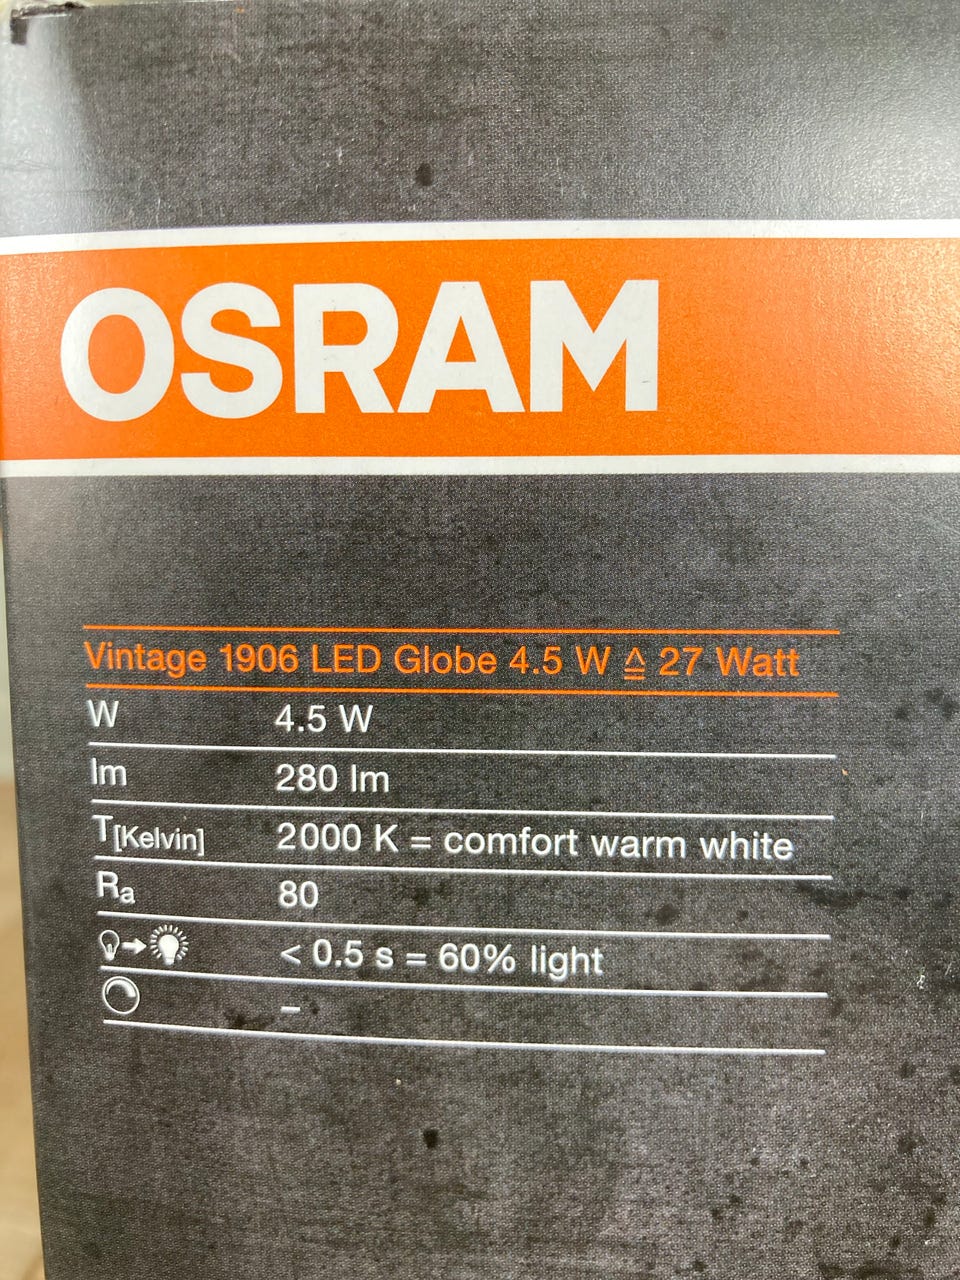 OSRAM
Vintage 1906 LED Globe 4.5 W ≙ 27 Watt
W 4.5 W
lm 280 lm
T[Kelvin] 2000 K = comfort warm white
Ra 80
< 0.5 s = 60% light
–